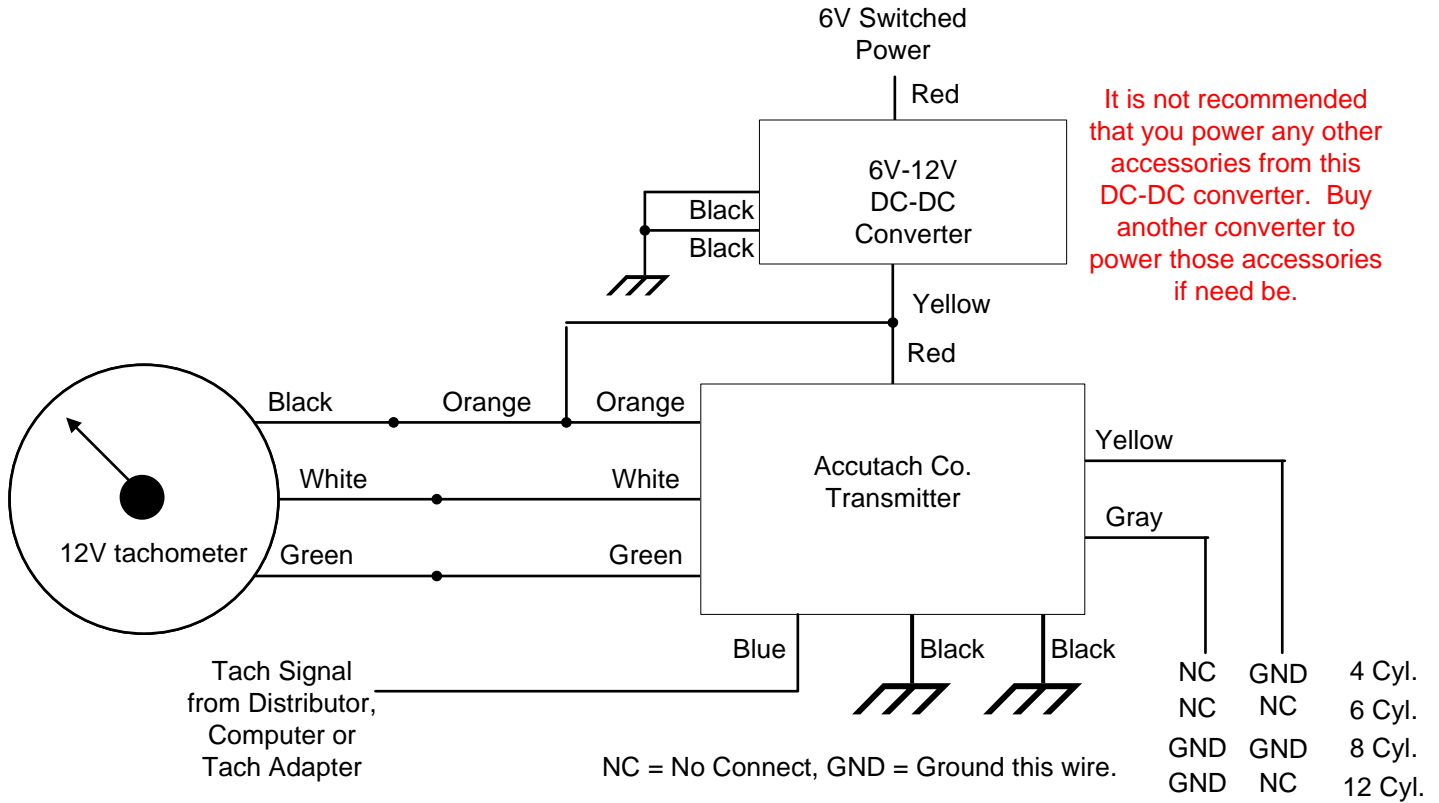 6V Switched
Power
Red
It is not recommended
that you power any other
accessories from this
DC-DC converter.  Buy
another converter to
power those accessories
if need be.
6V-12V
DC-DC
Converter
Black
Black
Yellow
Red
Black
Orange
Orange
White
White
12V tachometer
Green
Green
Accutach Co.
Transmitter
Yellow
Gray
Blue
Black
Black
Tach Signal
from Distributor,
Computer or
Tach Adapter
NC GND 4 Cyl.
NC NC 6 Cyl.
GND GND 8 Cyl.
GND NC 12 Cyl.
NC = No Connect, GND = Ground this wire.